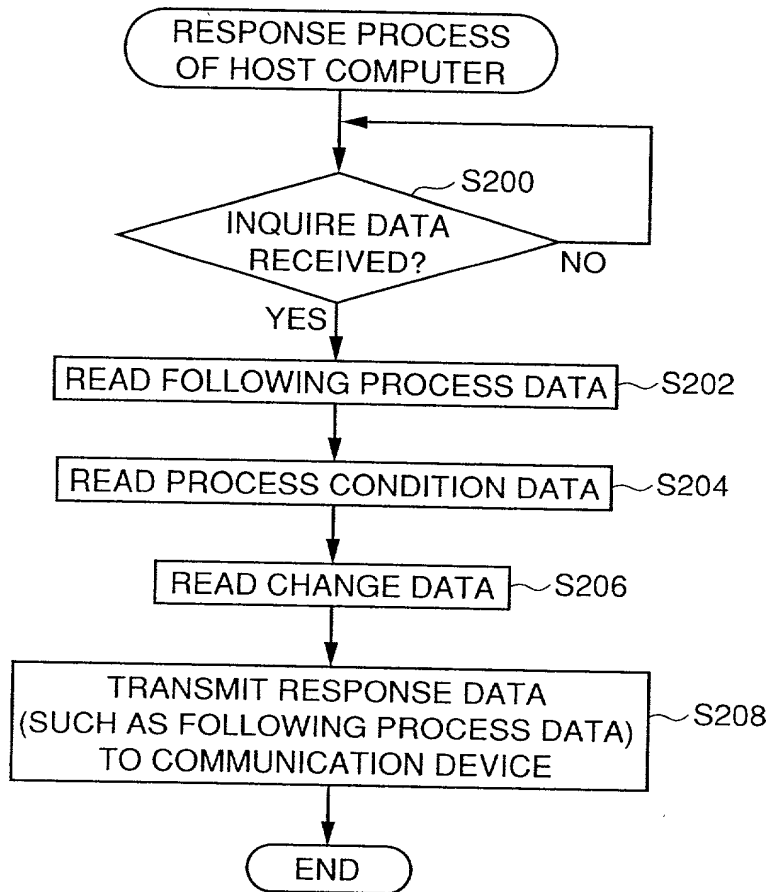 RESPONSE PROCESS
OF HOST COMPUTER
S200
INQUIRE DATA
RECEIVED?
NO
YES
READ FOLLOWING PROCESS DATA
S202
READ PROCESS CONDITION DATA
S204
READ CHANGE DATA
S206
TRANSMIT RESPONSE DATA
(SUCH AS FOLLOWING PROCESS DATA)
TO COMMUNICATION DEVICE
S208
END